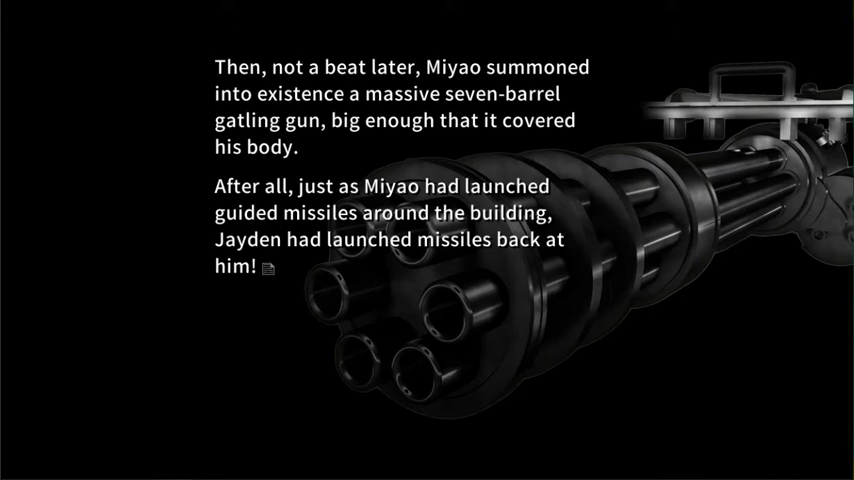 Then, not a beat later, Miyao summoned
into existence a massive seven-barrel
gatling gun, big enough that it covered
his body.
After all, just as Miyao had launched
guided missiles around the building,
Jayden had launched missiles back at
him!